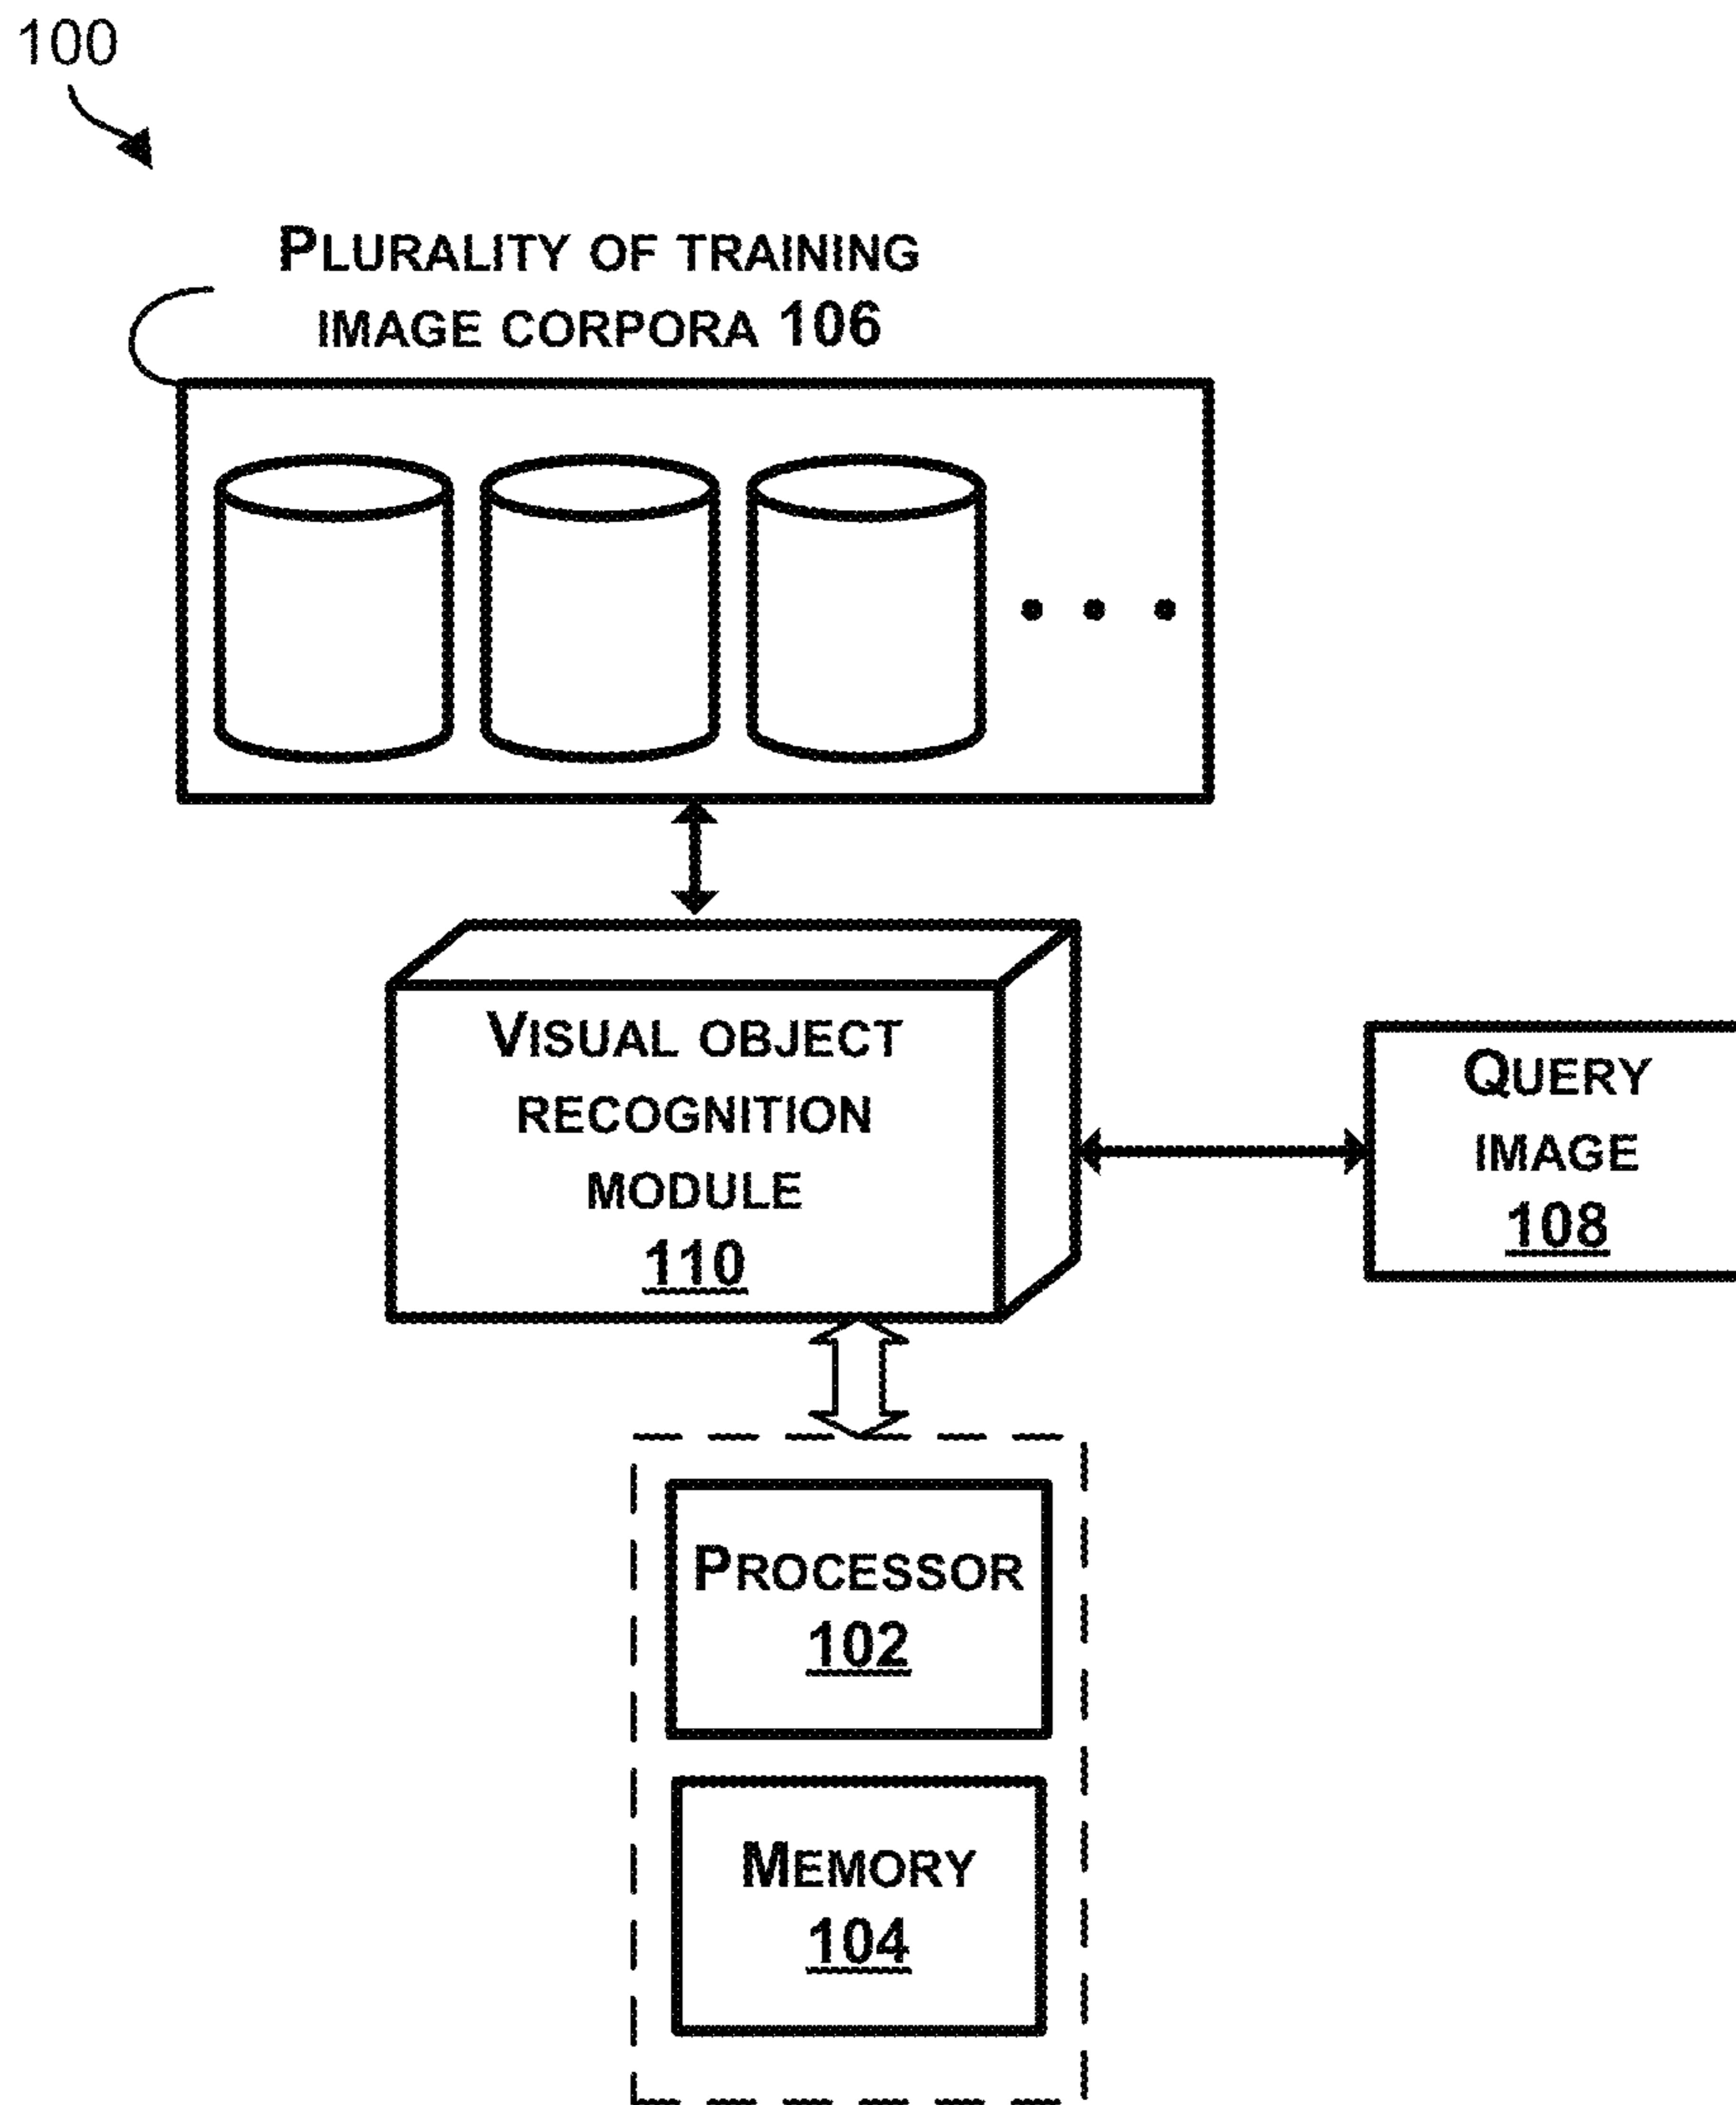 100
PLURALITY OF TRAINING
IMAGE CORPORA 106
VISUAL OBJECT
RECOGNITION
MODULE
110
QUERY
IMAGE
108
PROCESSOR
102
MEMORY
104